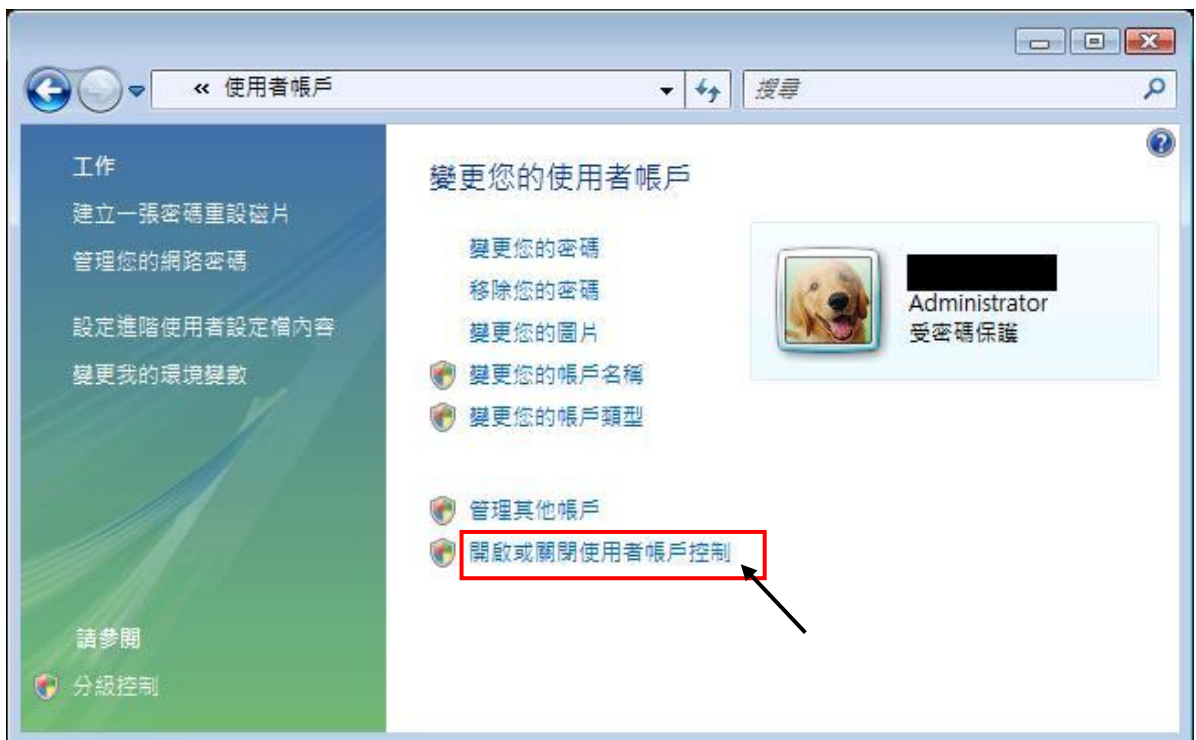 « 使用者帳戶
搜尋
工作
建立一張密碼重設磁片
管理您的網路密碼
設定進階使用者設定檔內容
變更我的環境變數
請參閱
分級控制
變更您的使用者帳戶
變更您的密碼
移除您的密碼
變更您的圖片
變更您的帳戶名稱
變更您的帳戶類型
管理其他帳戶
開啟或關閉使用者帳戶控制
Administrator
受密碼保護